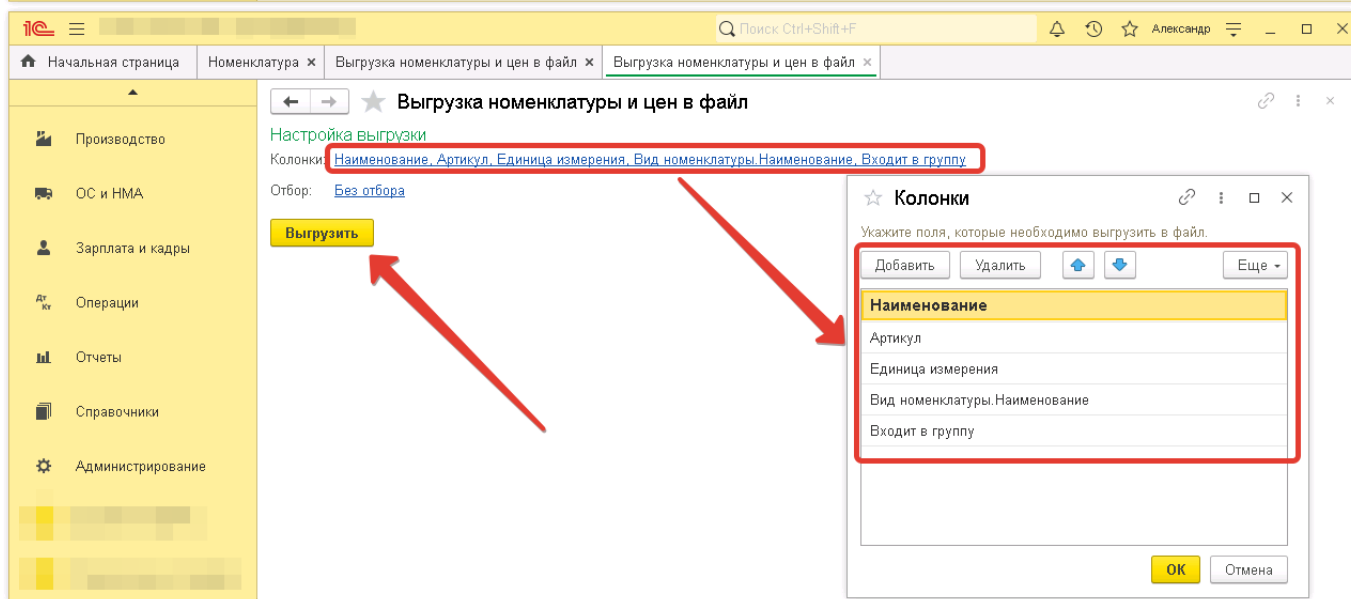 1С Поиск Ctrl+Shift+F Александр
Начальная страница Номенклатура × Выгрузка номенклатуры и цен в файл × Выгрузка номенклатуры и цен в файл ×
Выгрузка номенклатуры и цен в файл
Производство
ОС и НМА
Зарплата и кадры
Дт Кт Операции
Отчеты
Справочники
Администрирование
Настройка выгрузки
Колонки: Наименование, Артикул, Единица измерения, Вид номенклатуры.Наименование, Входит в группу
Отбор: Без отбора
Выгрузить
Колонки
Укажите поля, которые необходимо выгрузить в файл.
Добавить Удалить Еще
Наименование
Артикул
Единица измерения
Вид номенклатуры.Наименование
Входит в группу
ОК Отмена